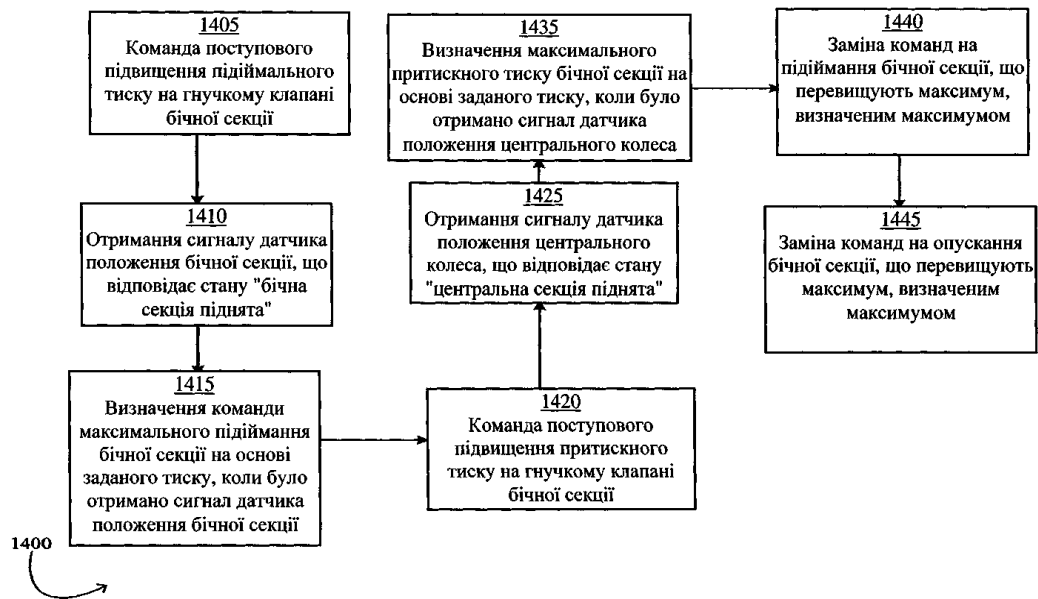 1405
Команда поступового
підвищення підіймального
тиску на гнучкому клапані
бічної секції
1410
Отримання сигналу датчика
положення бічної секції, що
відповідає стану "бічна
секція піднята"
1415
Визначення команди
максимального підіймання
бічної секції на основі
заданого тиску, коли було
отримано сигнал датчика
положення бічної секції
1420
Команда поступового
підвищення притискного
тиску на гнучкому клапані
бічної секції
1425
Отримання сигналу датчика
положення центрального
колеса, що відповідає стану
"центральна секція піднята"
1435
Визначення максимального
притискного тиску бічної секції на
основі заданого тиску, коли було
отримано сигнал датчика
положення центрального колеса
1440
Заміна команд на
підіймання бічної секції, що
перевищують максимум,
визначеним максимумом
1445
Заміна команд на опускання
бічної секції, що перевищують
максимум, визначеним
максимумом
1400